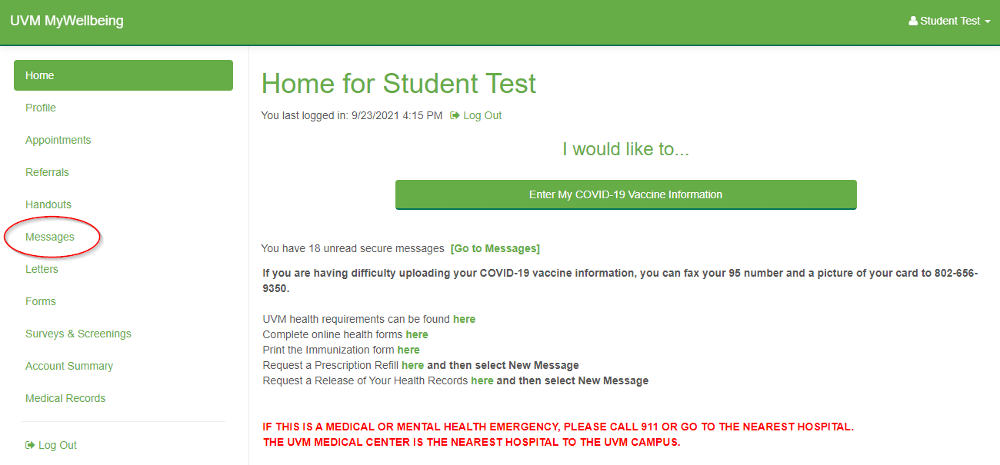 UVM MyWellbeing
Student Test
Home
Profile
Appointments
Referrals
Handouts
Messages
Letters
Forms
Surveys & Screenings
Account Summary
Medical Records
Log Out
Home for Student Test
You last logged in: 9/23/2021 4:15 PM Log Out
I would like to...
Enter My COVID-19 Vaccine Information
You have 18 unread secure messages [Go to Messages]
If you are having difficulty uploading your COVID-19 vaccine information, you can fax your 95 number and a picture of your card to 802-656-
9350.
UVM health requirements can be found here
Complete online health forms here
Print the Immunization form here
Request a Prescription Refill here and then select New Message
Request a Release of Your Health Records here and then select New Message
IF THIS IS A MEDICAL OR MENTAL HEALTH EMERGENCY, PLEASE CALL 911 OR GO TO THE NEAREST HOSPITAL.
THE UVM MEDICAL CENTER IS THE NEAREST HOSPITAL TO THE UVM CAMPUS.